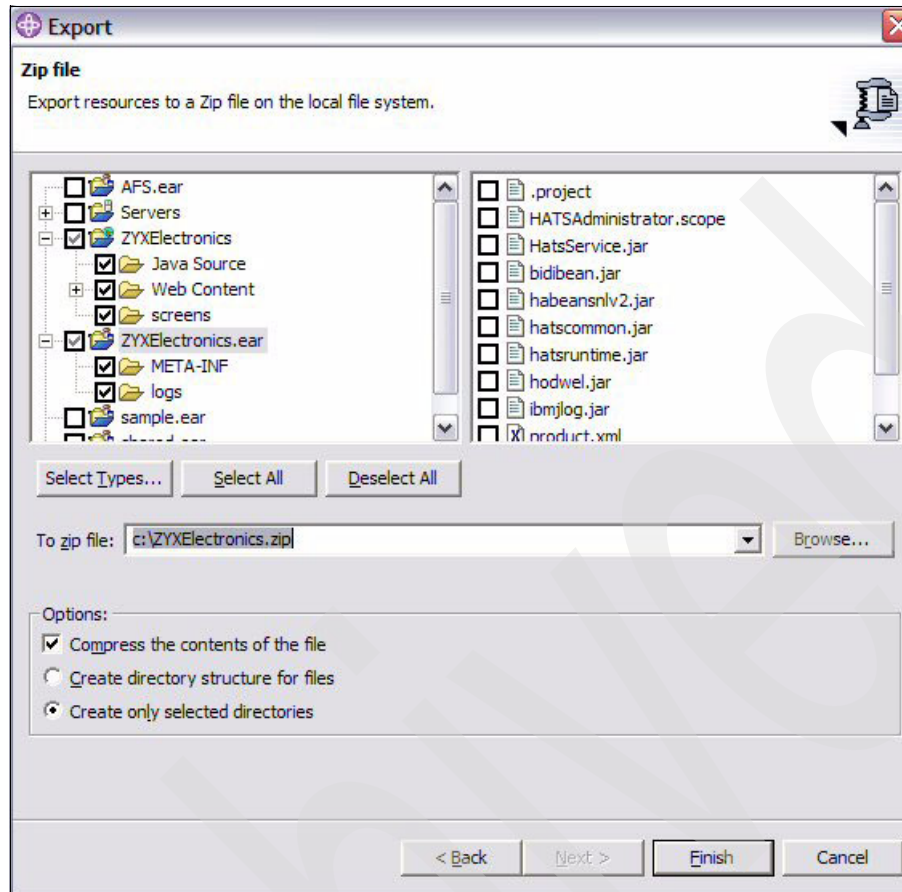 Export
Zip file
Export resources to a Zip file on the local file system.
AFS.ear
Servers
ZYXElectronics
Java Source
Web Content
screens
ZYXElectronics.ear
META-INF
logs
sample.ear
.project
HATSAdministrator.scope
HatsService.jar
bidibean.jar
habeansnlv2.jar
hatscommon.jar
hatsruntime.jar
hodwel.jar
ibmjlog.jar
product.xml
Select Types... Select All Deselect All
To zip file: c:\ZYXElectronics.zip Browse...
Options:
Compress the contents of the file
Create directory structure for files
Create only selected directories
< Back Next > Finish Cancel